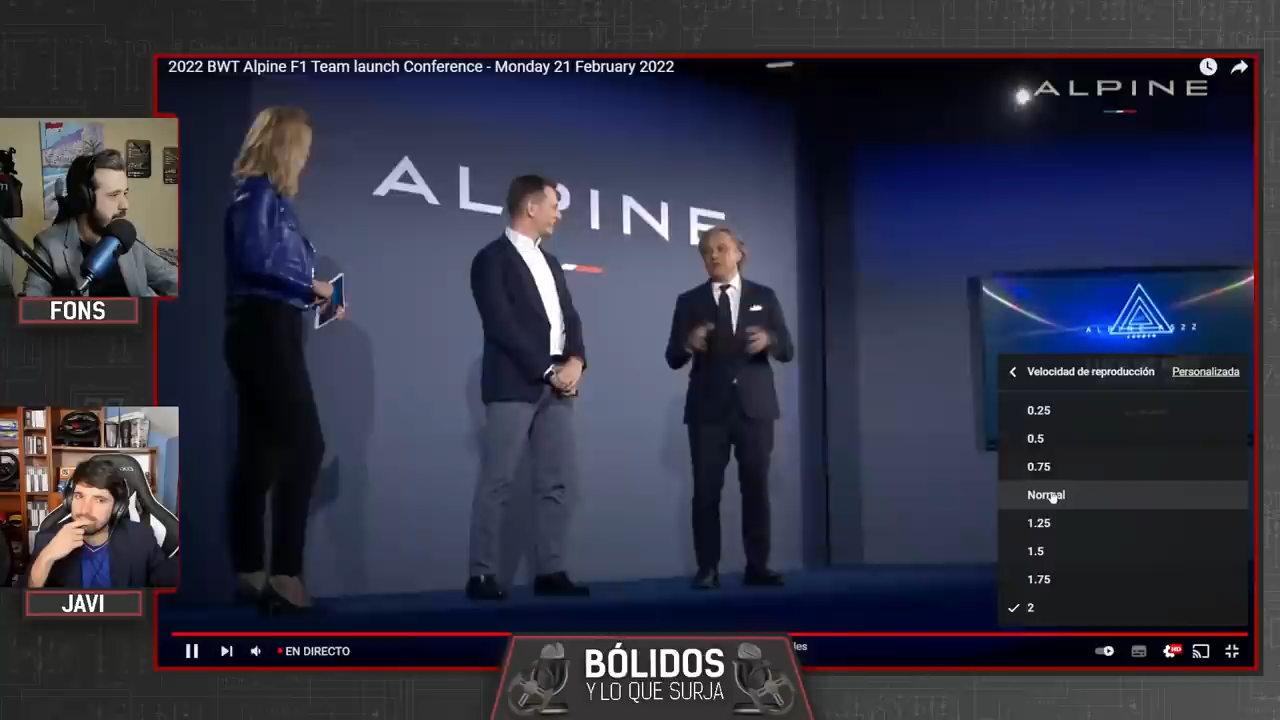 2022 BWT Alpine F1 Team launch Conference - Monday 21 February 2022
ALPINE
ALPINE
FONS
JAVI
Velocidad de reproducción
Personalizada
0.25
0.5
0.75
Normal
1.25
1.5
1.75
2
EN DIRECTO
HD
BÓLIDOS
Y LO QUE SURJA